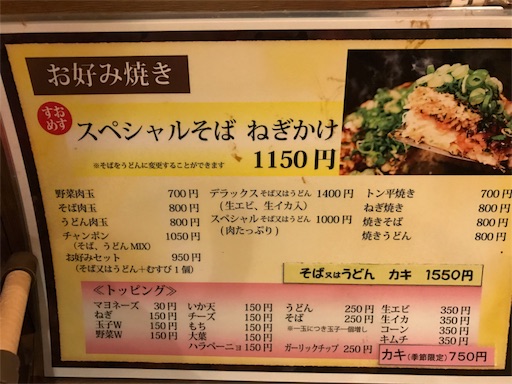 お好み焼き
おすすめ
スペシャルそば ねぎかけ
※そばをうどんに変更することができます
1150円
野菜肉玉 700円
そば肉玉 800円
うどん肉玉 800円
チャンポン 1050円
(そば、うどんMIX)
お好みセット 950円
(そば又はうどん+むすび1個)
デラックス そば又はうどん 1400円
(生エビ、生イカ入)
スペシャル そば又はうどん 1000円
(肉たっぷり)
トン平焼き 700円
ねぎ焼き 800円
焼きそば 800円
焼きうどん 800円
そば又はうどん カキ 1550円
≪トッピング≫
マヨネーズ 30円
ねぎ 150円
玉子W 150円
野菜W 150円
いか天 150円
チーズ 150円
もち 150円
大葉 150円
ハラペーニョ 150円
うどん 250円
そば 250円
※一玉につき玉子一個増し
ガーリックチップ 250円
生エビ 350円
生イカ 350円
コーン 350円
キムチ 350円
カキ(季節限定)750円